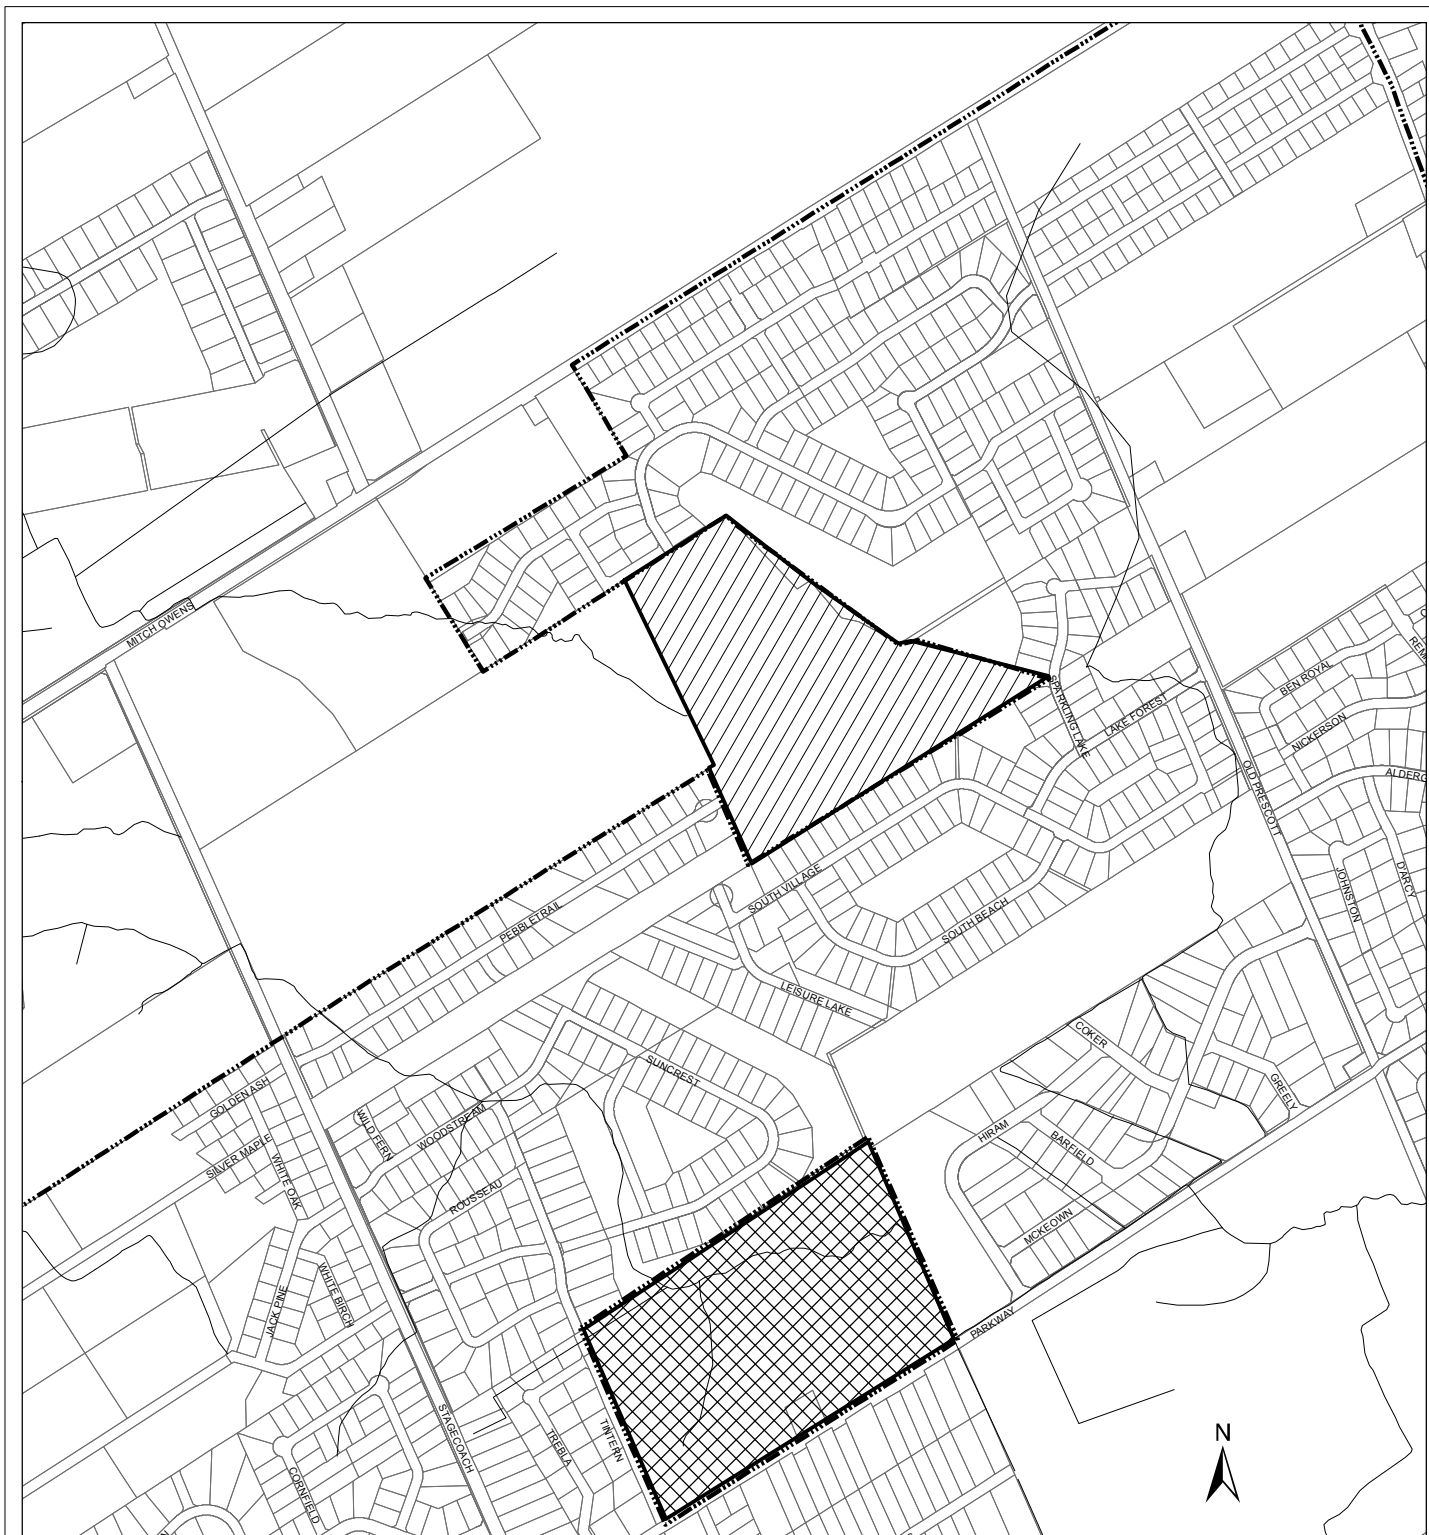 MITCH OWENS
BEN ROYAL
NICKERSON
SPARKLING LAKE
LAKE FOREST
OLD PRESCOTT
ALDERG
D'ARCY
JOHNSTON
SOUTH VILLAGE
SOUTH BEACH
PEBBLETRAIL
LEISURE LAKE
COKER
SUNCREST
GREELY
GOLDEN ASH
WILD FERN
WOODSTREAM
HIRAM
BARFIELD
SILVER MAPLE
WHITE OAK
ROUSSEAU
MCKEOWN
WHITE BIRCH
JACK PINE
PARKWAY
STAGECOACH
TREBLA
TINTERN
CORNFIELD
N